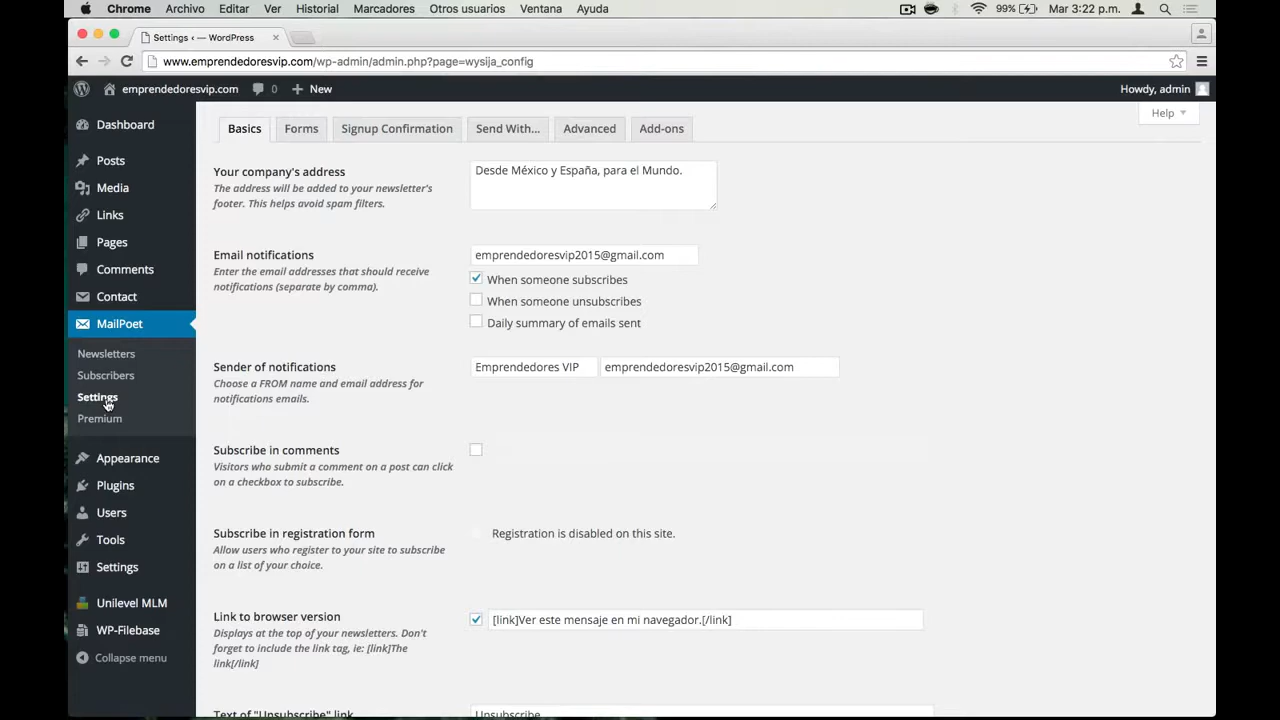 Chrome Archivo Editar Ver Historial Marcadores Otros usuarios Ventana Ayuda 99% Mar 3:22 p.m.
Settings ‹ — WordPress
www.emprendedoresvip.com/wp-admin/admin.php?page=wysija_config
emprendedoresvip.com 0 New Howdy, admin
Help
Dashboard
Posts
Media
Links
Pages
Comments
Contact
MailPoet
Newsletters
Subscribers
Settings
Premium
Appearance
Plugins
Users
Tools
Settings
Unilevel MLM
WP-Filebase
Collapse menu
Basics Forms Signup Confirmation Send With... Advanced Add-ons
Your company's address
The address will be added to your newsletter's
footer. This helps avoid spam filters.
Desde México y España, para el Mundo.
Email notifications
Enter the email addresses that should receive
notifications (separate by comma).
emprendedoresvip2015@gmail.com
When someone subscribes
When someone unsubscribes
Daily summary of emails sent
Sender of notifications
Choose a FROM name and email address for
notifications emails.
Emprendedores VIP emprendedoresvip2015@gmail.com
Subscribe in comments
Visitors who submit a comment on a post can click
on a checkbox to subscribe.
Subscribe in registration form
Allow users who register to your site to subscribe
on a list of your choice.
Registration is disabled on this site.
Link to browser version
Displays at the top of your newsletters. Don't
forget to include the link tag, ie: [link]The
link[/link]
[link]Ver este mensaje en mi navegador.[/link]
Text of "Unsubscribe" link
Unsubscribe